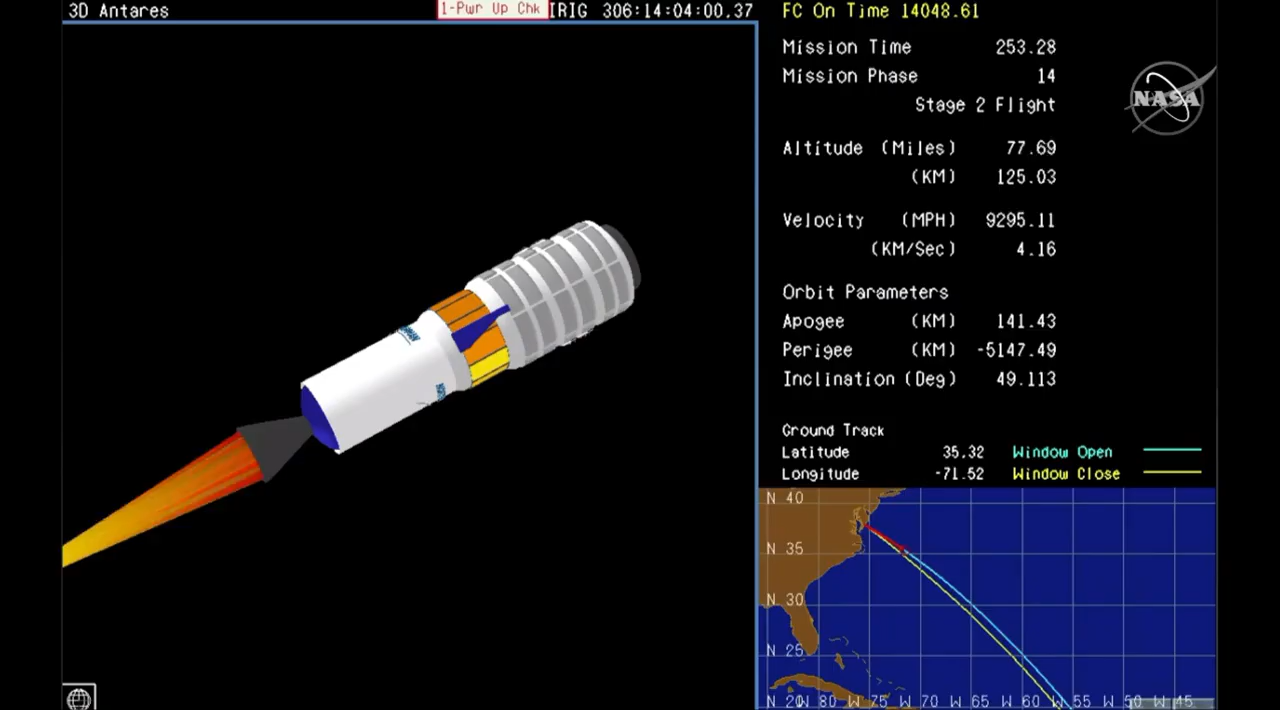 3D Antares
1-Pwr Up Chk
IRIG 306:14:04:00.37
FC On Time 14048.61
Mission Time 253.28
Mission Phase 14
Stage 2 Flight
NASA
Altitude (Miles) 77.69
(KM) 125.03
Velocity (MPH) 9295.11
(KM/Sec) 4.16
Orbit Parameters
Apogee (KM) 141.43
Perigee (KM) -5147.49
Inclination (Deg) 49.113
Ground Track
Latitude 35.32 Window Open
Longitude -71.52 Window Close
N 40
N 35
N 30
N 25
N 20 W 80 W 75 W 70 W 65 W 60 W 55 W 50 W 45